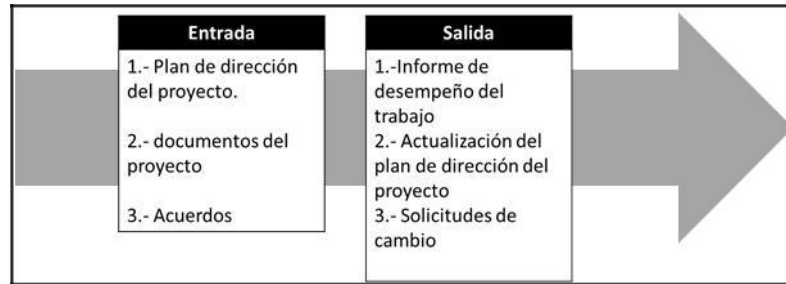 Entrada
1.- Plan de dirección
del proyecto.
2.- documentos del
proyecto
3.- Acuerdos
Salida
1.-Informe de
desempeño del
trabajo
2.- Actualización del
plan de dirección del
proyecto
3.- Solicitudes de
cambio